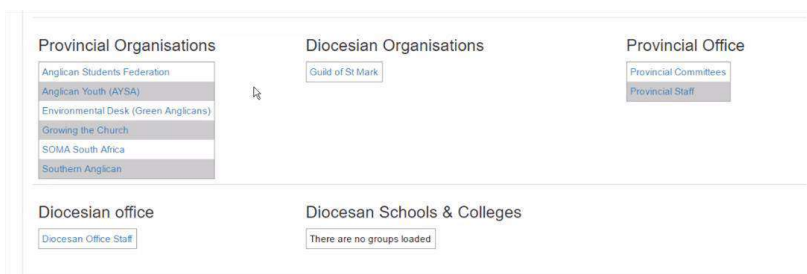 Provincial Organisations
Anglican Students Federation
Anglican Youth (AYSA)
Environmental Desk (Green Anglicans)
Growing the Church
SOMA South Africa
Southern Anglican
Diocesian Organisations
Guild of St Mark
Provincial Office
Provincial Committees
Provincial Staff
Diocesian office
Diocesan Office Staff
Diocesan Schools & Colleges
There are no groups loaded